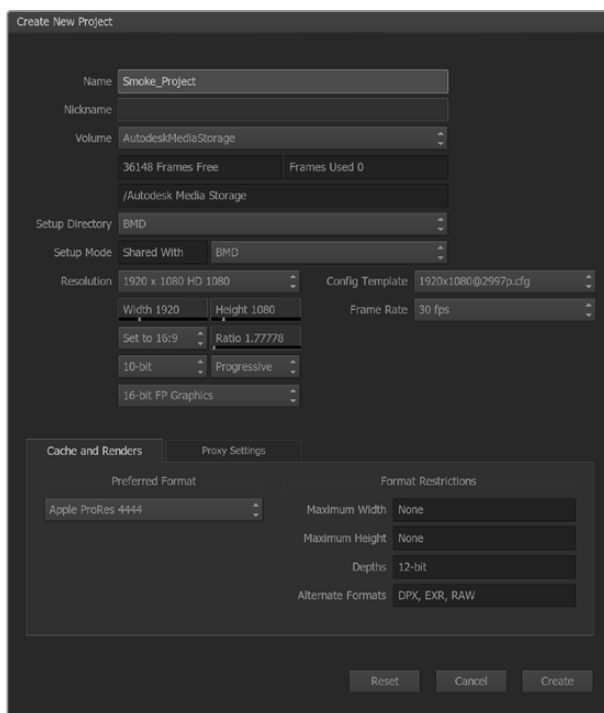 Create New Project
Name Smoke_Project
Nickname
Volume AutodeskMediaStorage
36148 Frames Free Frames Used 0
/Autodesk Media Storage
Setup Directory BMD
Setup Mode Shared With BMD
Resolution 1920 x 1080 HD 1080 Config Template 1920x1080@2997p.cfg
Width 1920 Height 1080 Frame Rate 30 fps
Set to 16:9 Ratio 1.77778
10-bit Progressive
16-bit FP Graphics
Cache and Renders Proxy Settings
Preferred Format Format Restrictions
Apple ProRes 4444 Maximum Width None
Maximum Height None
Depths 12-bit
Alternate Formats DPX, EXR, RAW
Reset Cancel Create